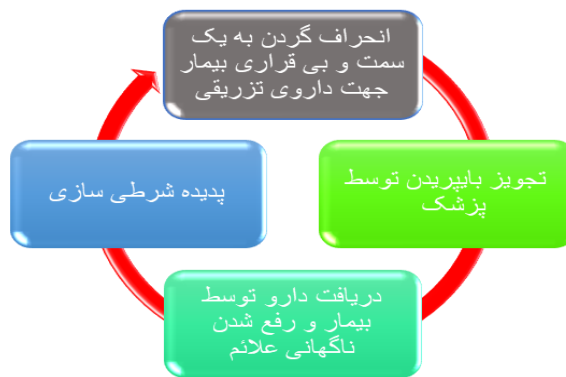 انحراف گردن به یک
سمت و بی قراری بیمار
جهت داروی تزریقی
تجویز بایپریدن توسط
پزشک
دریافت دارو توسط
بیمار و رفع شدن
ناگهانی علائم
پدیده شرطی سازی